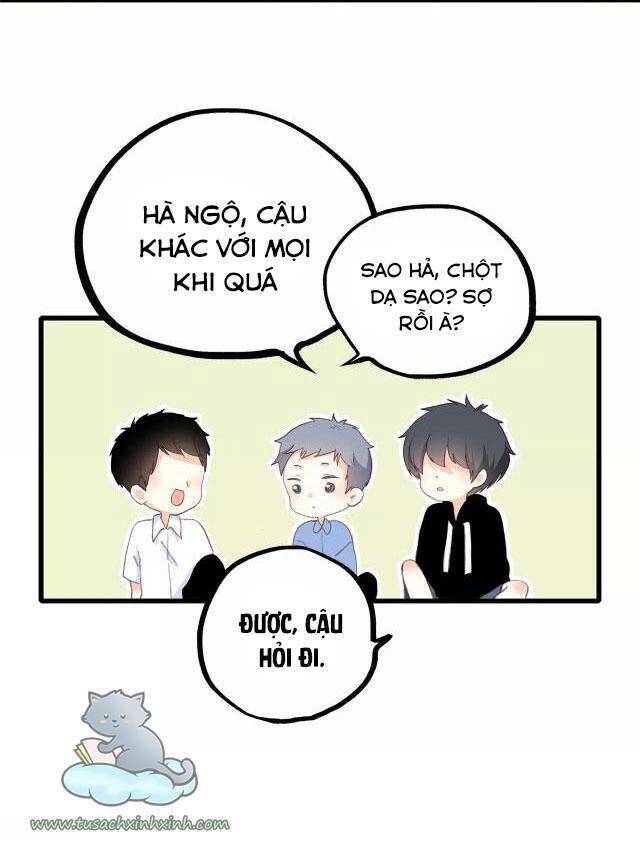 HÀ NGỘ, CẬU
KHÁC VỚI MỌI
KHI QUÁ
SAO HẢ, CHỘT
DẠ SAO? SỢ
RỒI À?
ĐƯỢC, CẬU
HỎI ĐI.
www.tusachxinhxinh.com